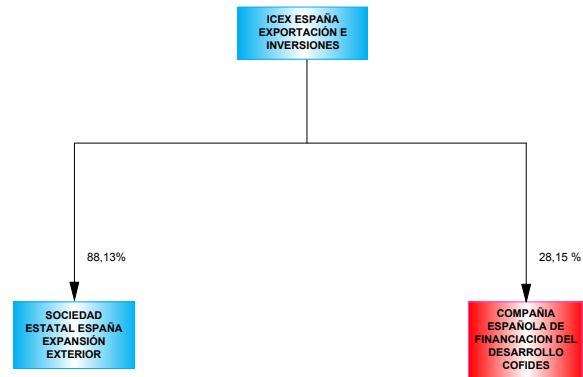 ICEX ESPAÑA
EXPORTACIÓN E
INVERSIONES
88,13%
28,15 %
SOCIEDAD
ESTATAL ESPAÑA
EXPANSIÓN
EXTERIOR
COMPAÑIA
ESPAÑOLA DE
FINANCIACION DEL
DESARROLLO
COFIDES